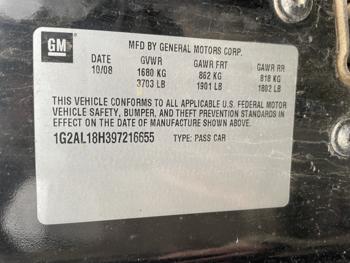 GM
MFD BY GENERAL MOTORS CORP.
DATE GVWR GAWR FRT GAWR RR
10/08 1680 KG 862 KG 818 KG
3703 LB 1901 LB 1802 LB
THIS VEHICLE CONFORMS TO ALL APPLICABLE U.S. FEDERAL MOTOR
VEHICLE SAFETY, BUMPER, AND THEFT PREVENTION STANDARDS
IN EFFECT ON THE DATE OF MANUFACTURE SHOWN ABOVE.
1G2AL18H397216655 TYPE: PASS CAR